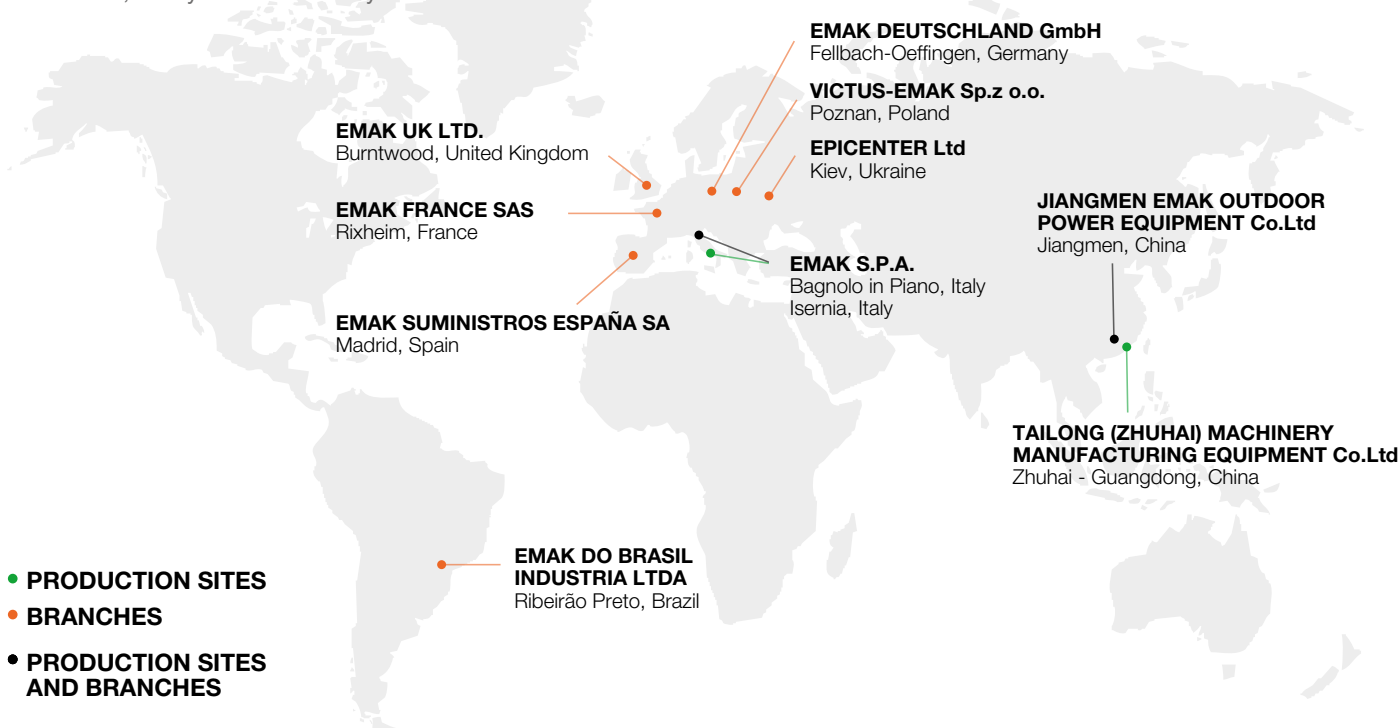 EMAK DEUTSCHLAND GmbH
Fellbach-Oeffingen, Germany
VICTUS-EMAK Sp.z o.o.
Poznan, Poland
EMAK UK LTD.
Burntwood, United Kingdom
EPICENTER Ltd
Kiev, Ukraine
EMAK FRANCE SAS
Rixheim, France
JIANGMEN EMAK OUTDOOR
POWER EQUIPMENT Co.Ltd
Jiangmen, China
EMAK S.P.A.
Bagnolo in Piano, Italy
Isernia, Italy
EMAK SUMINISTROS ESPAÑA SA
Madrid, Spain
TAILONG (ZHUHAI) MACHINERY
MANUFACTURING EQUIPMENT Co.Ltd
Zhuhai - Guangdong, China
EMAK DO BRASIL
INDUSTRIA LTDA
Ribeirão Preto, Brazil
PRODUCTION SITES
BRANCHES
PRODUCTION SITES
AND BRANCHES